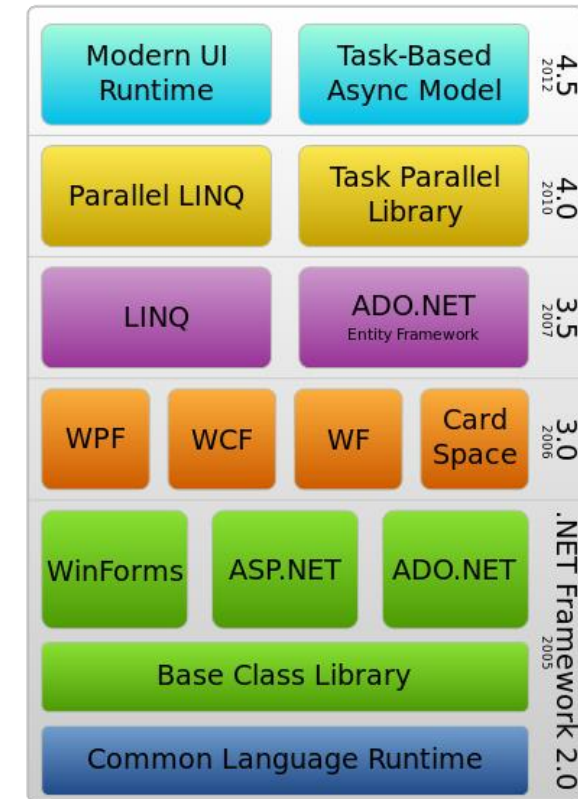 Modern UI
Runtime
Task-Based
Async Model
4.5
2012
Parallel LINQ
Task Parallel
Library
4.0
2010
LINQ
ADO.NET
Entity Framework
3.5
2007
WPF
WCF
WF
Card
Space
3.0
2006
WinForms
ASP.NET
ADO.NET
Base Class Library
Common Language Runtime
.NET Framework 2.0
2005